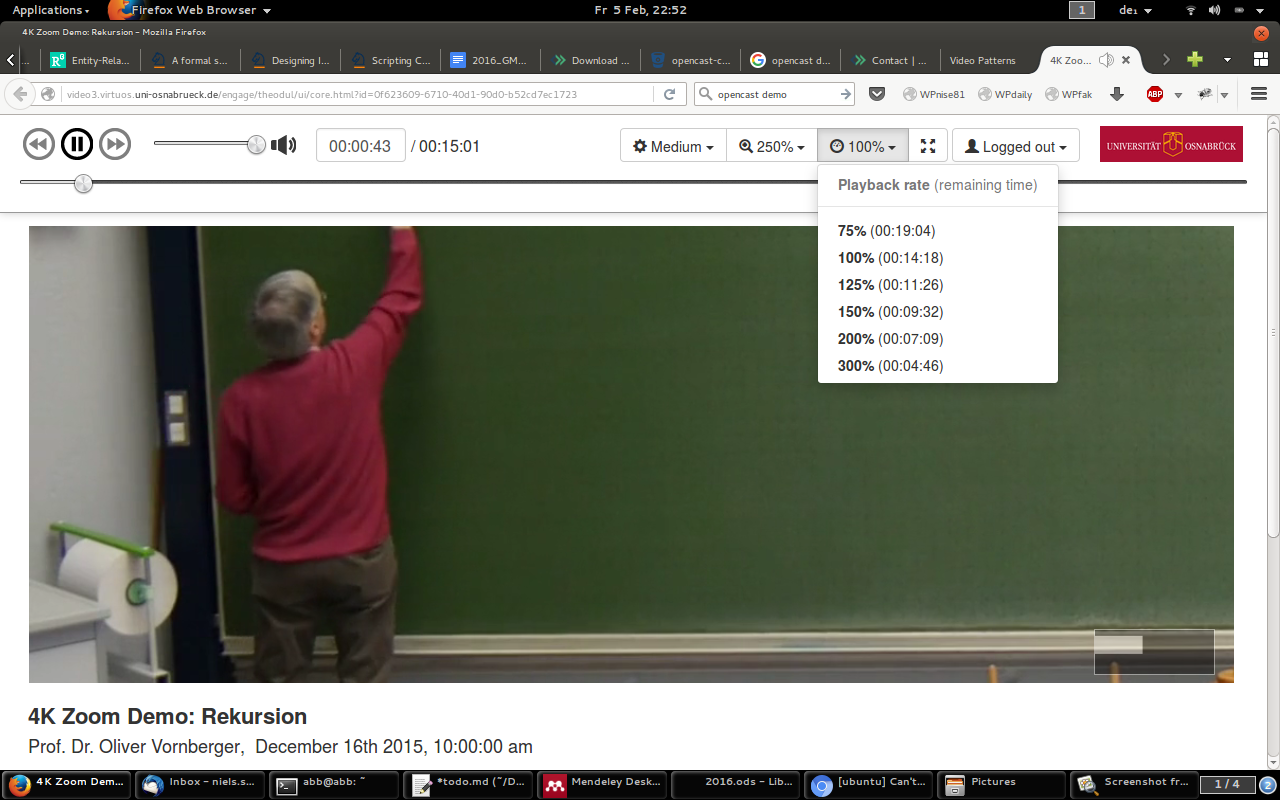 Applications Firefox Web Browser Fr 5 Feb, 22:52 1 de₁
4K Zoom Demo: Rekursion – Mozilla Firefox
... Entity-Rela... A formal s... Designing I... Scripting C... 2016_GM... Download ... opencast-c... opencast d... Contact | ... Video Patterns 4K Zoo...
video3.virtuos.uni-osnabrueck.de/engage/theodul/ui/core.html?id=0f623609-6710-40d1-90d0-b52cd7ec1723 opencast demo WPnise81 WPdaily WPfak ABP
00:00:43 / 00:15:01 Medium 250% 100% Logged out UNIVERSITÄT OSNABRÜCK
Playback rate (remaining time)
75% (00:19:04)
100% (00:14:18)
125% (00:11:26)
150% (00:09:32)
200% (00:07:09)
300% (00:04:46)
4K Zoom Demo: Rekursion
Prof. Dr. Oliver Vornberger, December 16th 2015, 10:00:00 am
4K Zoom Dem... Inbox – niels.s... abb@abb: ~ *todo.md (~/D... Mendeley Desk... 2016.ods – Lib... [ubuntu] Can't... Pictures Screenshot fr... 1 / 4 2